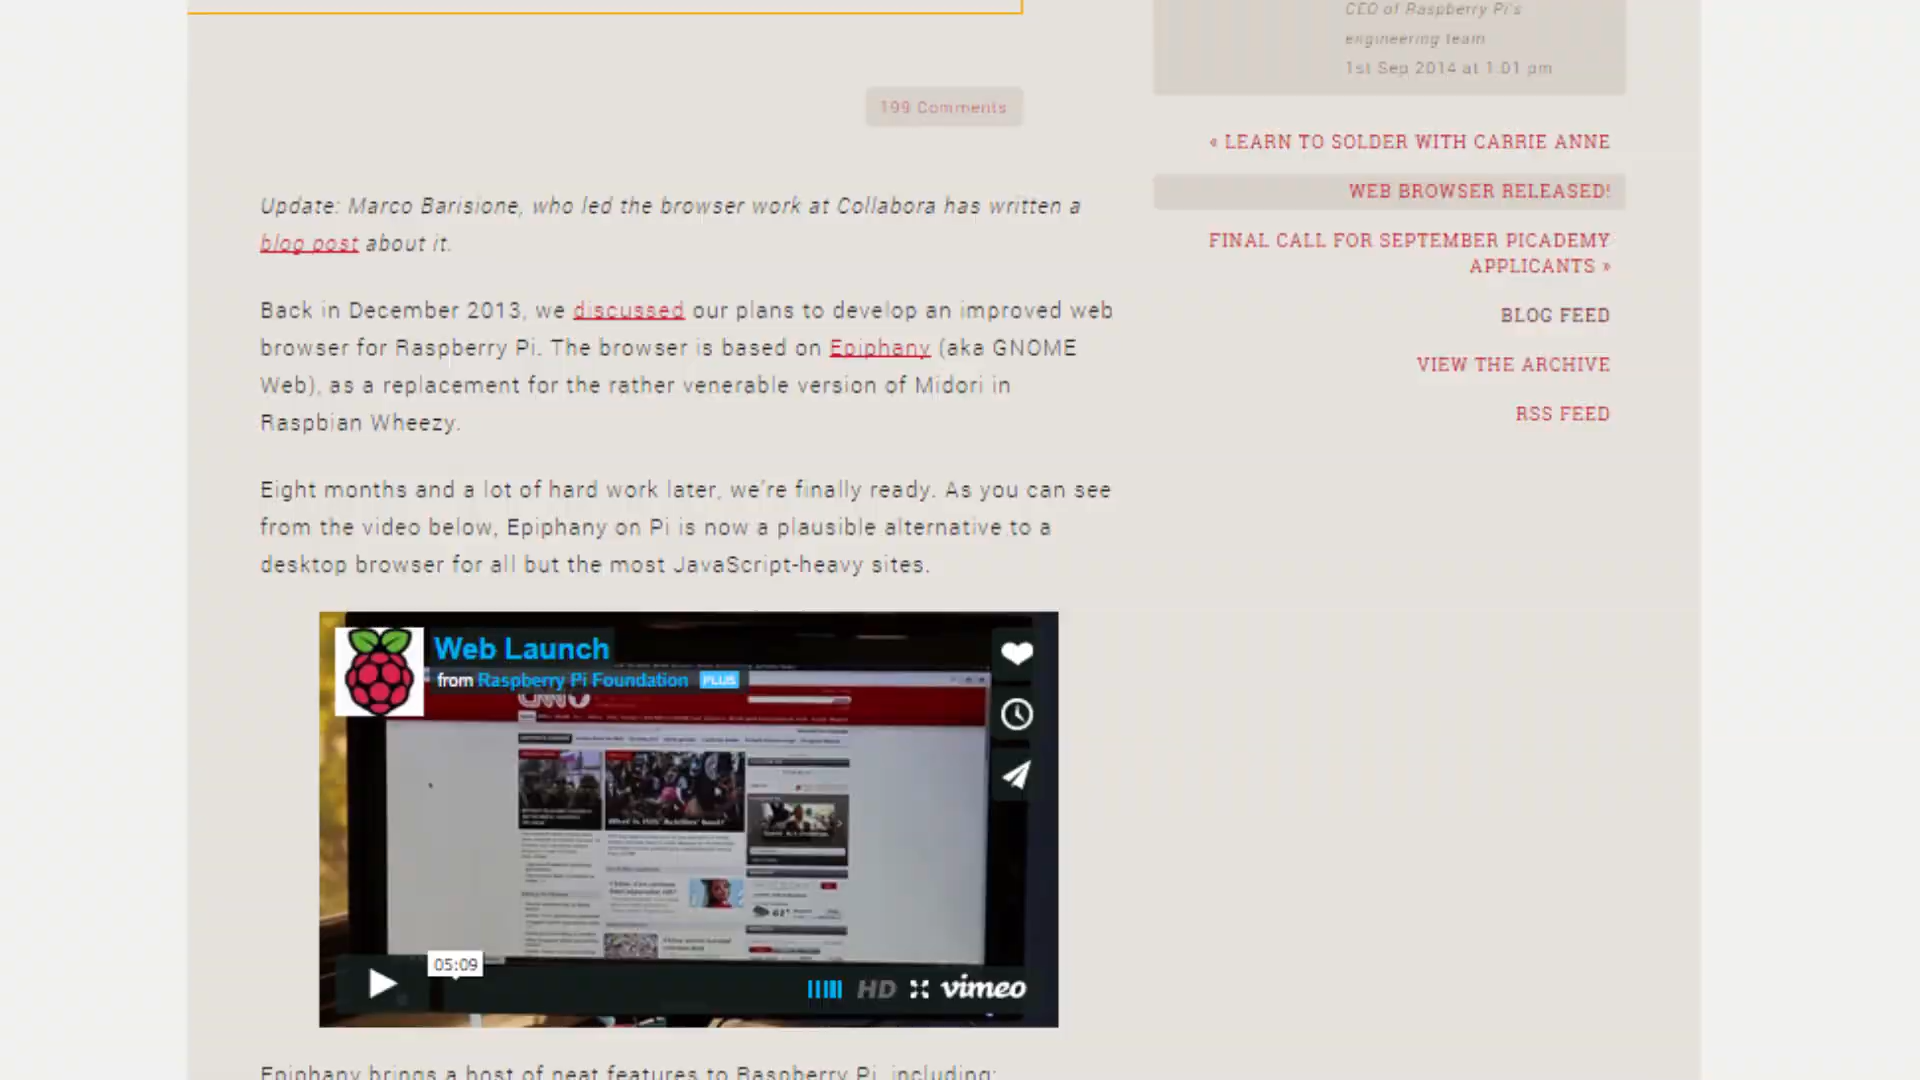 CEO of Raspberry Pi's
engineering team
1st Sep 2014 at 1.01 pm
199 Comments
« LEARN TO SOLDER WITH CARRIE ANNE
WEB BROWSER RELEASED!
FINAL CALL FOR SEPTEMBER PICADEMY
APPLICANTS »
BLOG FEED
VIEW THE ARCHIVE
RSS FEED
Update: Marco Barisione, who led the browser work at Collabora has written a
blog post about it.
Back in December 2013, we discussed our plans to develop an improved web
browser for Raspberry Pi. The browser is based on Epiphany (aka GNOME
Web), as a replacement for the rather venerable version of Midori in
Raspbian Wheezy.
Eight months and a lot of hard work later, we’re finally ready. As you can see
from the video below, Epiphany on Pi is now a plausible alternative to a
desktop browser for all but the most JavaScript-heavy sites.
Web Launch
from Raspberry Pi Foundation PLUS
05:09
HD vimeo
Epiphany brings a host of neat features to Raspberry Pi, including: